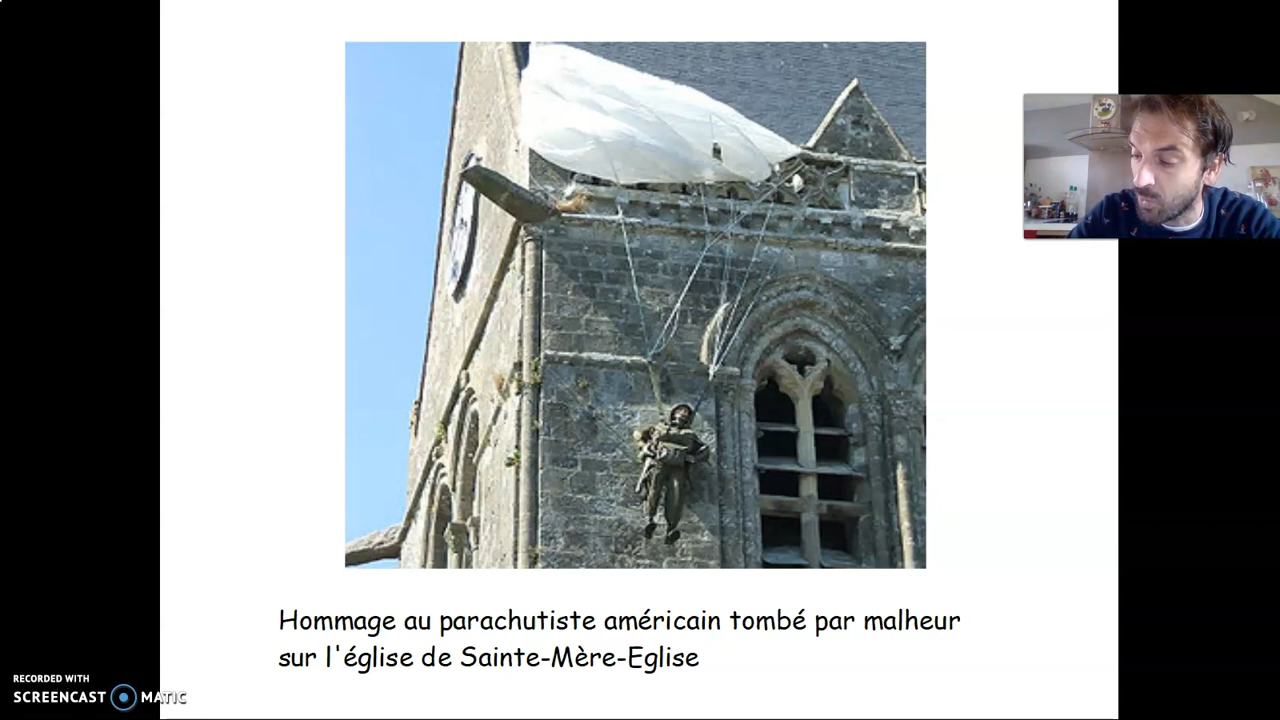 Hommage au parachutiste américain tombé par malheur
sur l'église de Sainte-Mère-Eglise
RECORDED WITH
SCREENCAST MATIC